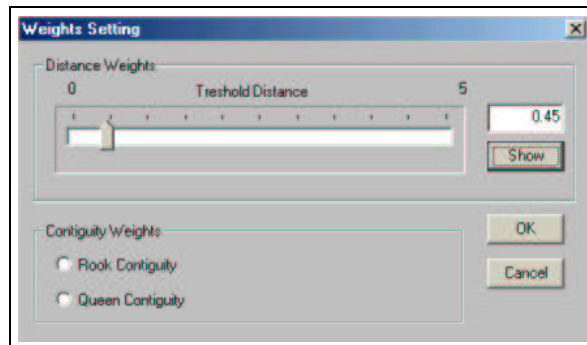 Weights Setting
Distance Weights
0 Treshold Distance 5
0.45
Show
Contiguity Weights
Rook Contiguity
Queen Contiguity
OK
Cancel